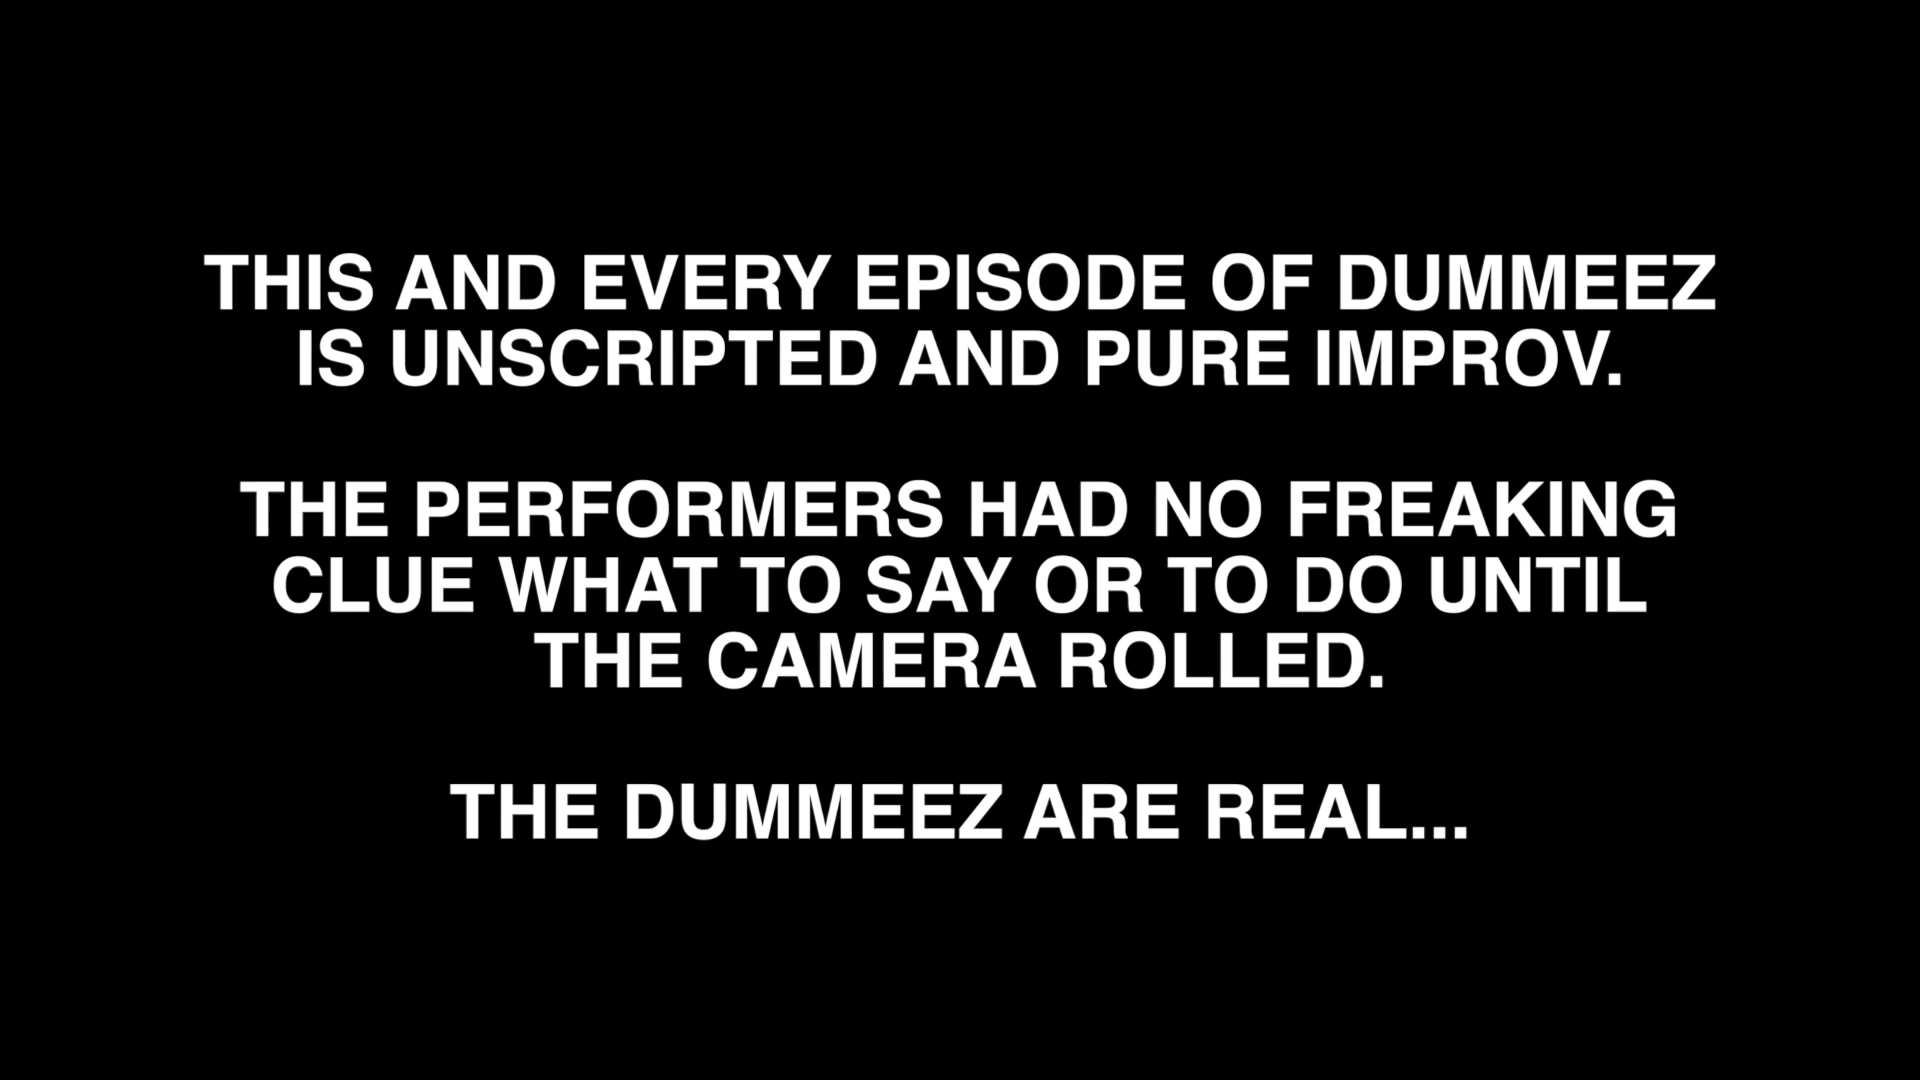 THIS AND EVERY EPISODE OF DUMMEEZ
IS UNSCRIPTED AND PURE IMPROV.
THE PERFORMERS HAD NO FREAKING
CLUE WHAT TO SAY OR TO DO UNTIL
THE CAMERA ROLLED.
THE DUMMEEZ ARE REAL...